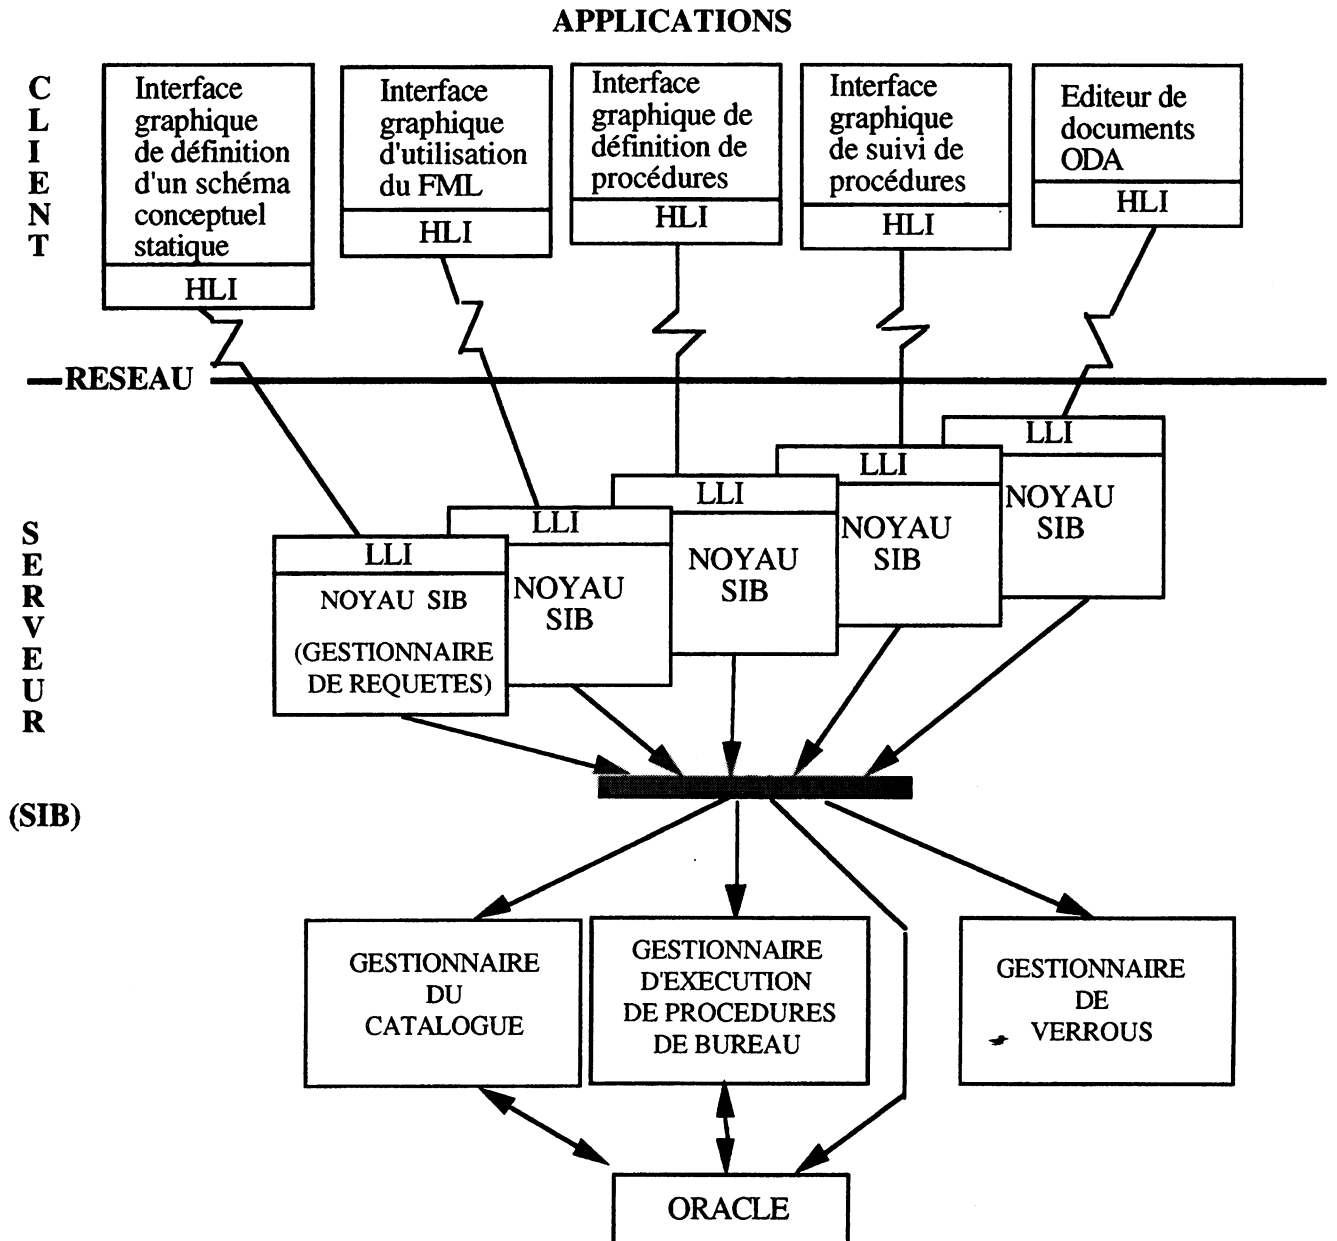 APPLICATIONS
CLIENT
Interface
graphique
de définition
d'un schéma
conceptuel
statique
HLI
Interface
graphique
d'utilisation
du FML
HLI
Interface
graphique de
définition de
procédures
HLI
Interface
graphique
de suivi de
procédures
HLI
Editeur de
documents
ODA
HLI
RESEAU
SERVEUR
(SIB)
LLI
NOYAU SIB
(GESTIONNAIRE
DE REQUETES)
LLI
NOYAU
SIB
LLI
NOYAU
SIB
LLI
NOYAU
SIB
LLI
NOYAU
SIB
GESTIONNAIRE
DU
CATALOGUE
GESTIONNAIRE
D'EXECUTION
DE PROCEDURES
DE BUREAU
GESTIONNAIRE
DE
VERROUS
ORACLE